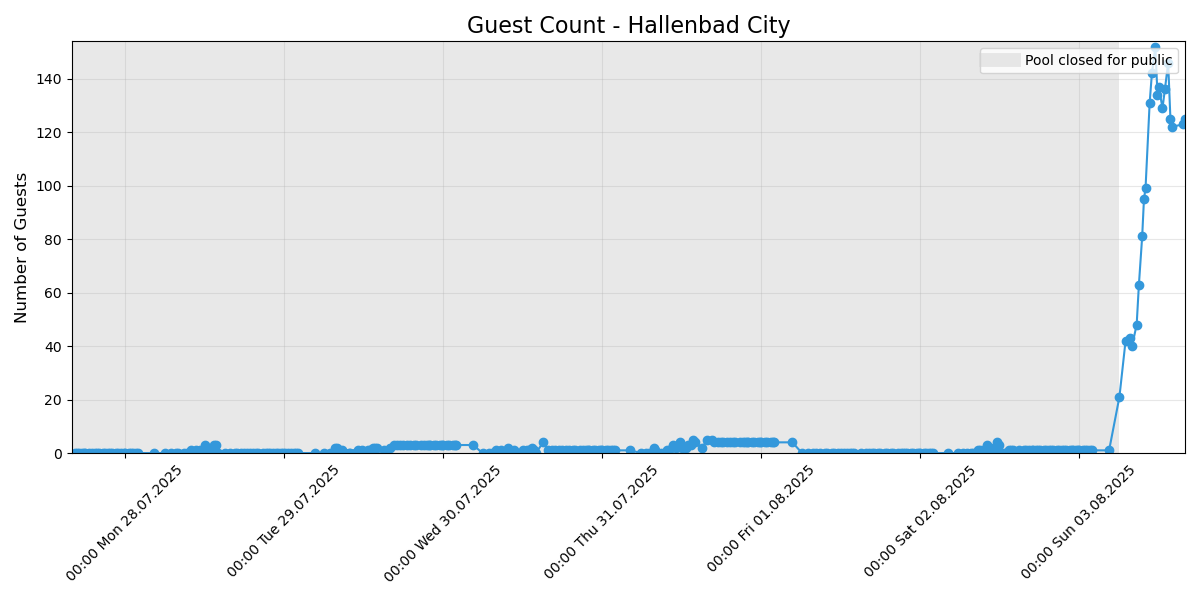 Guest Count - Hallenbad City
Pool closed for public
Number of Guests
140
120
100
80
60
40
20
0
00:00 Mon 28.07.2025
00:00 Tue 29.07.2025
00:00 Wed 30.07.2025
00:00 Thu 31.07.2025
00:00 Fri 01.08.2025
00:00 Sat 02.08.2025
00:00 Sun 03.08.2025